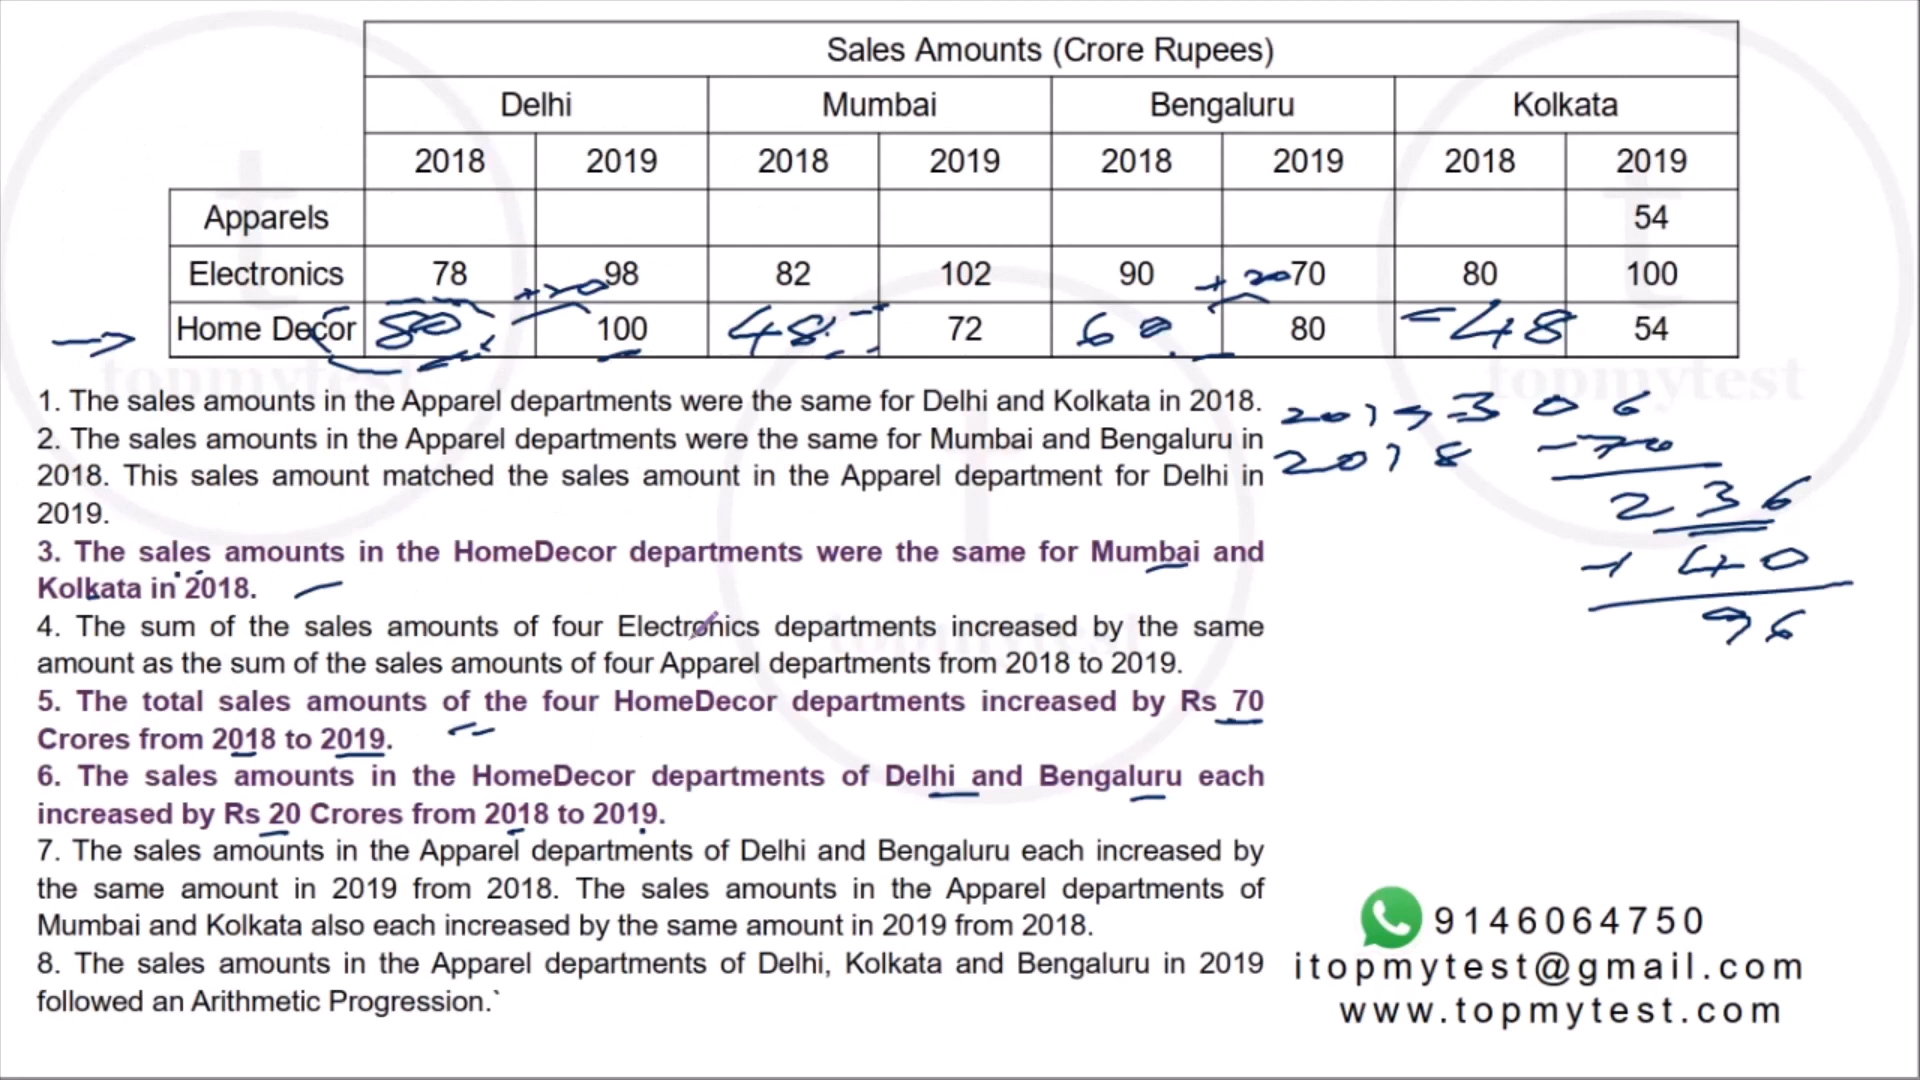 Sales Amounts (Crore Rupees)
Delhi Mumbai Bengaluru Kolkata
2018 2019 2018 2019 2018 2019 2018 2019
Apparels 54
Electronics 78 98 82 102 90 70 80 100
+20 +20
Home Decor 80 100 48 72 60 80 = 48 54
1. The sales amounts in the Apparel departments were the same for Delhi and Kolkata in 2018.
2. The sales amounts in the Apparel departments were the same for Mumbai and Bengaluru in
2018. This sales amount matched the sales amount in the Apparel department for Delhi in
2019.
3. The sales amounts in the HomeDecor departments were the same for Mumbai and
Kolkata in 2018.
4. The sum of the sales amounts of four Electronics departments increased by the same
amount as the sum of the sales amounts of four Apparel departments from 2018 to 2019.
5. The total sales amounts of the four HomeDecor departments increased by Rs 70
Crores from 2018 to 2019.
6. The sales amounts in the HomeDecor departments of Delhi and Bengaluru each
increased by Rs 20 Crores from 2018 to 2019.
7. The sales amounts in the Apparel departments of Delhi and Bengaluru each increased by
the same amount in 2019 from 2018. The sales amounts in the Apparel departments of
Mumbai and Kolkata also each increased by the same amount in 2019 from 2018.
8. The sales amounts in the Apparel departments of Delhi, Kolkata and Bengaluru in 2019
followed an Arithmetic Progression.`
2019 = 306
2018 - 70
236
40
96
9146064750
itopmytest@gmail.com
www.topmytest.com
topmytest
topmytest
topmytest